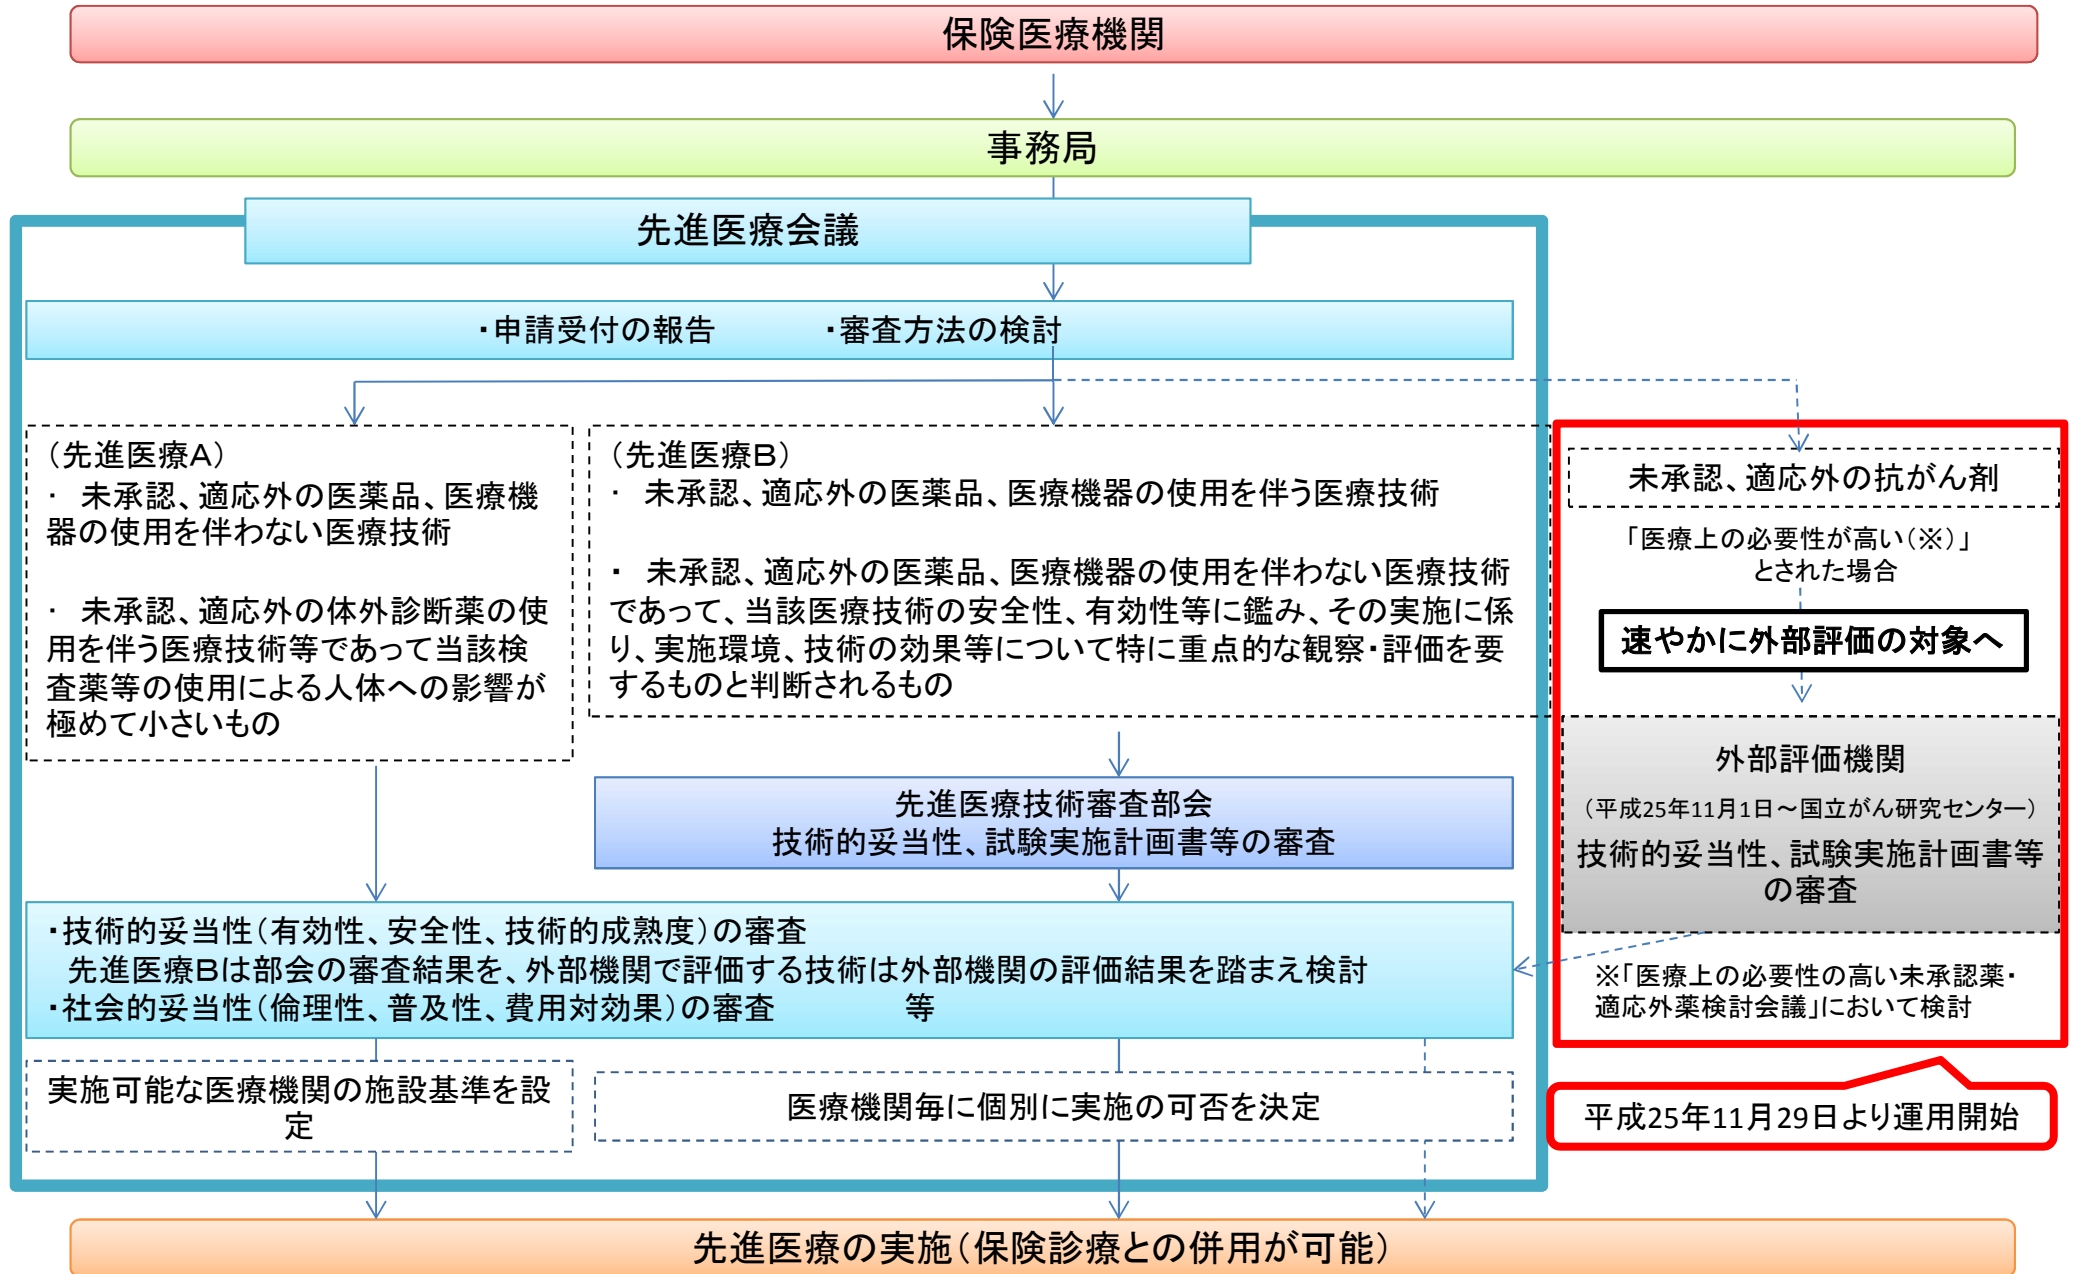 保険医療機関
事務局
先進医療会議
・申請受付の報告　　　・審査方法の検討
（先進医療A）
・ 未承認、適応外の医薬品、医療機
器の使用を伴わない医療技術
・ 未承認、適応外の体外診断薬の使
用を伴う医療技術等であって当該検
査薬等の使用による人体への影響が
極めて小さいもの
（先進医療B）
・ 未承認、適応外の医薬品、医療機器の使用を伴う医療技術
・ 未承認、適応外の医薬品、医療機器の使用を伴わない医療技術
であって、当該医療技術の安全性、有効性等に鑑み、その実施に係
り、実施環境、技術の効果等について特に重点的な観察・評価を要
するものと判断されるもの
未承認、適応外の抗がん剤
「医療上の必要性が高い（※）」
とされた場合
速やかに外部評価の対象へ
外部評価機関
（平成25年11月1日～国立がん研究センター）
技術的妥当性、試験実施計画書等
の審査
※「医療上の必要性の高い未承認薬・
適応外薬検討会議」において検討
先進医療技術審査部会
技術的妥当性、試験実施計画書等の審査
・技術的妥当性（有効性、安全性、技術的成熟度）の審査
先進医療Bは部会の審査結果を、外部機関で評価する技術は外部機関の評価結果を踏まえ検討
・社会的妥当性（倫理性、普及性、費用対効果）の審査　　　等
実施可能な医療機関の施設基準を設
定
医療機関毎に個別に実施の可否を決定
平成25年11月29日より運用開始
先進医療の実施（保険診療との併用が可能）